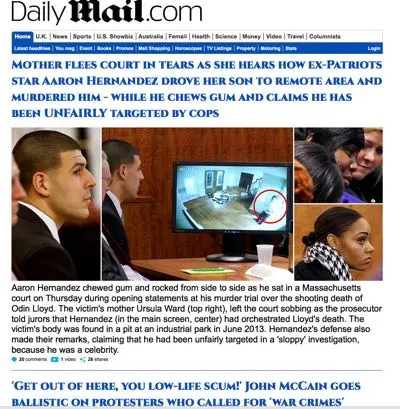 Daily Mail.com
Home U.K. News Sports U.S. Showbiz Australia Femail Health Science Money Video Travel Columnists
Latest headlines You mag Event Books Promos Mail Shopping Horoscopes TV Listings Property Motoring Stats Login
MOTHER FLEES COURT IN TEARS AS SHE HEARS HOW EX-PATRIOTS
STAR AARON HERNANDEZ DROVE HER SON TO REMOTE AREA AND
MURDERED HIM - WHILE HE CHEWS GUM AND CLAIMS HE HAS
BEEN UNFAIRLY TARGETED BY COPS
Aaron Hernandez chewed gum and rocked from side to side as he sat in a Massachusetts
court on Thursday during opening statements at his murder trial over the shooting death of
Odin Lloyd. The victim's mother Ursula Ward (top right), left the court sobbing as the prosecutor
told jurors that Hernandez (in the main screen, center) had orchestrated Lloyd's death. The
victim's body was found in a pit at an industrial park in June 2013. Hernandez's defense also
made their remarks, claiming that he had been unfairly targeted in a 'sloppy' investigation,
because he was a celebrity.
20 comments 1 video 26 shares
'GET OUT OF HERE, YOU LOW-LIFE SCUM!' JOHN MCCAIN GOES
BALLISTIC ON PROTESTERS WHO CALLED FOR 'WAR CRIMES'